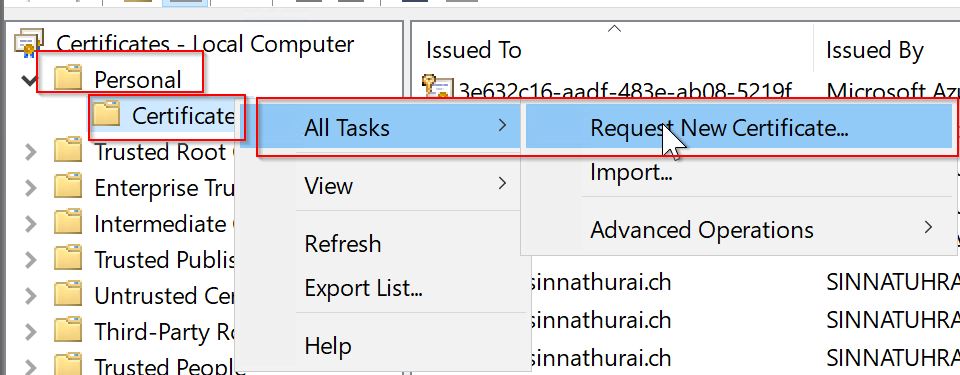 Certificates - Local Computer
Issued To
Issued By
Personal
3e632c16-aadf-483e-ab08-5219f
Microsoft Azu
Certificate
All Tasks
Request New Certificate...
Trusted Root
Import...
Enterprise Tru
View
Intermediate
Advanced Operations
Refresh
Trusted Publis
sinnathurai.ch
SINNATUHRA
Export List...
Untrusted Cer
sinnathurai.ch
SINNATUHRA
Third-Party Ro
Help
sinnathurai.ch
SINNATUHRA
Trusted People